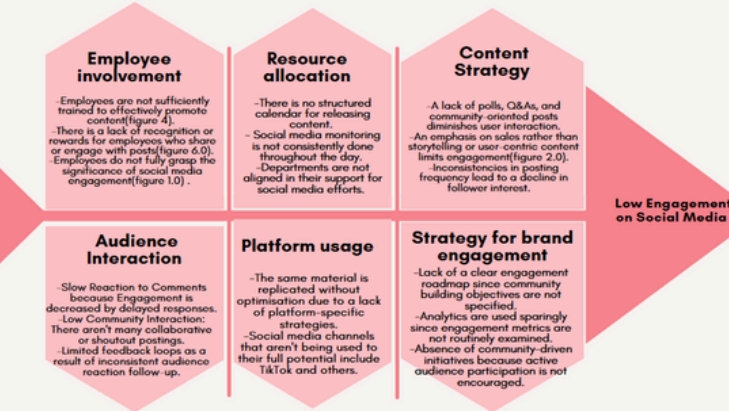 Employee
involvement
-Employees are not sufficiently
trained to effectively promote
content(figure 4).
-There is a lack of recognition or
rewards for employees who share
or engage with posts(figure 6.0).
-Employees do not fully grasp the
significance of social media
engagement(figure 1.0) .
Resource
allocation
-There is no structured
calendar for releasing
content.
- Social media monitoring
is not consistently done
throughout the day.
-Departments are not
aligned in their support for
social media efforts.
Content
Strategy
-A lack of polls, Q&As, and
community-oriented posts
diminishes user interaction.
-An emphasis on sales rather than
storytelling or user-centric content
limits engagement(figure 2.0).
-Inconsistencies in posting
frequency lead to a decline in
follower interest.
Low Engagement
on Social Media
Audience
Interaction
-Slow Reaction to Comments
because Engagement is
decreased by delayed responses.
-Low Community Interaction:
There aren't many collaborative
or shoutout postings.
-Limited feedback loops as a
result of inconsistent audience
reaction follow-up.
Platform usage
-The same material is
replicated without
optimisation due to a lack
of platform-specific
strategies.
-Social media channels
that aren't being used to
their full potential include
TikTok and others.
Strategy for brand
engagement
-Lack of a clear engagement
roadmap since community
building objectives are not
specified.
-Analytics are used sparingly
since engagement metrics are
not routinely examined.
-Absence of community-driven
initiatives because active
audience participation is not
encouraged.